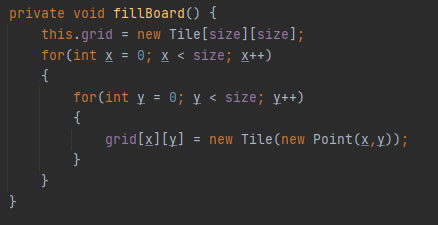 private void fillBoard() {
    this.grid = new Tile[size][size];
    for(int x = 0; x < size; x++)
    {
        for(int y = 0; y < size; y++)
        {
            grid[x][y] = new Tile(new Point(x,y));
        }
    }
}